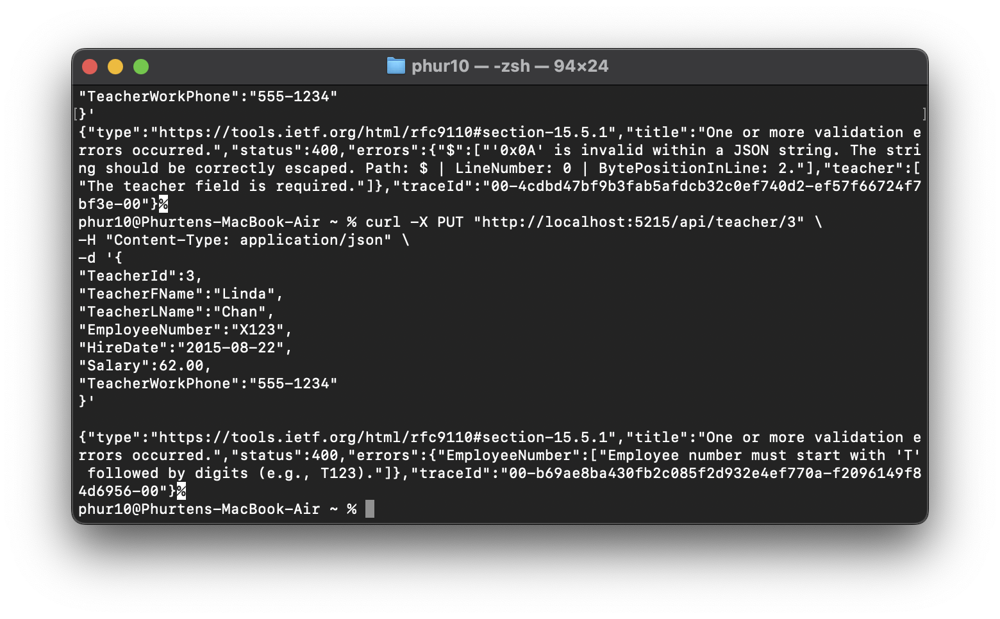 phur10 — -zsh — 94×24
"TeacherWorkPhone":"555-1234"
[}' ]
{"type":"https://tools.ietf.org/html/rfc9110#section-15.5.1","title":"One or more validation e
rrors occurred.","status":400,"errors":{"$":["'0x0A' is invalid within a JSON string. The stri
ng should be correctly escaped. Path: $ | LineNumber: 0 | BytePositionInLine: 2."],"teacher":[
"The teacher field is required."]},"traceId":"00-4cdbd47bf9b3fab5afdcb32c0ef740d2-ef57f66724f7
bf3e-00"}%
phur10@Phurtens-MacBook-Air ~ % curl -X PUT "http://localhost:5215/api/teacher/3" \
-H "Content-Type: application/json" \
-d '{
"TeacherId":3,
"TeacherFName":"Linda",
"TeacherLName":"Chan",
"EmployeeNumber":"X123",
"HireDate":"2015-08-22",
"Salary":62.00,
"TeacherWorkPhone":"555-1234"
}'
{"type":"https://tools.ietf.org/html/rfc9110#section-15.5.1","title":"One or more validation e
rrors occurred.","status":400,"errors":{"EmployeeNumber":["Employee number must start with 'T'
 followed by digits (e.g., T123)."]},"traceId":"00-b69ae8ba430fb2c085f2d932e4ef770a-f2096149f8
4d6956-00"}%
phur10@Phurtens-MacBook-Air ~ %